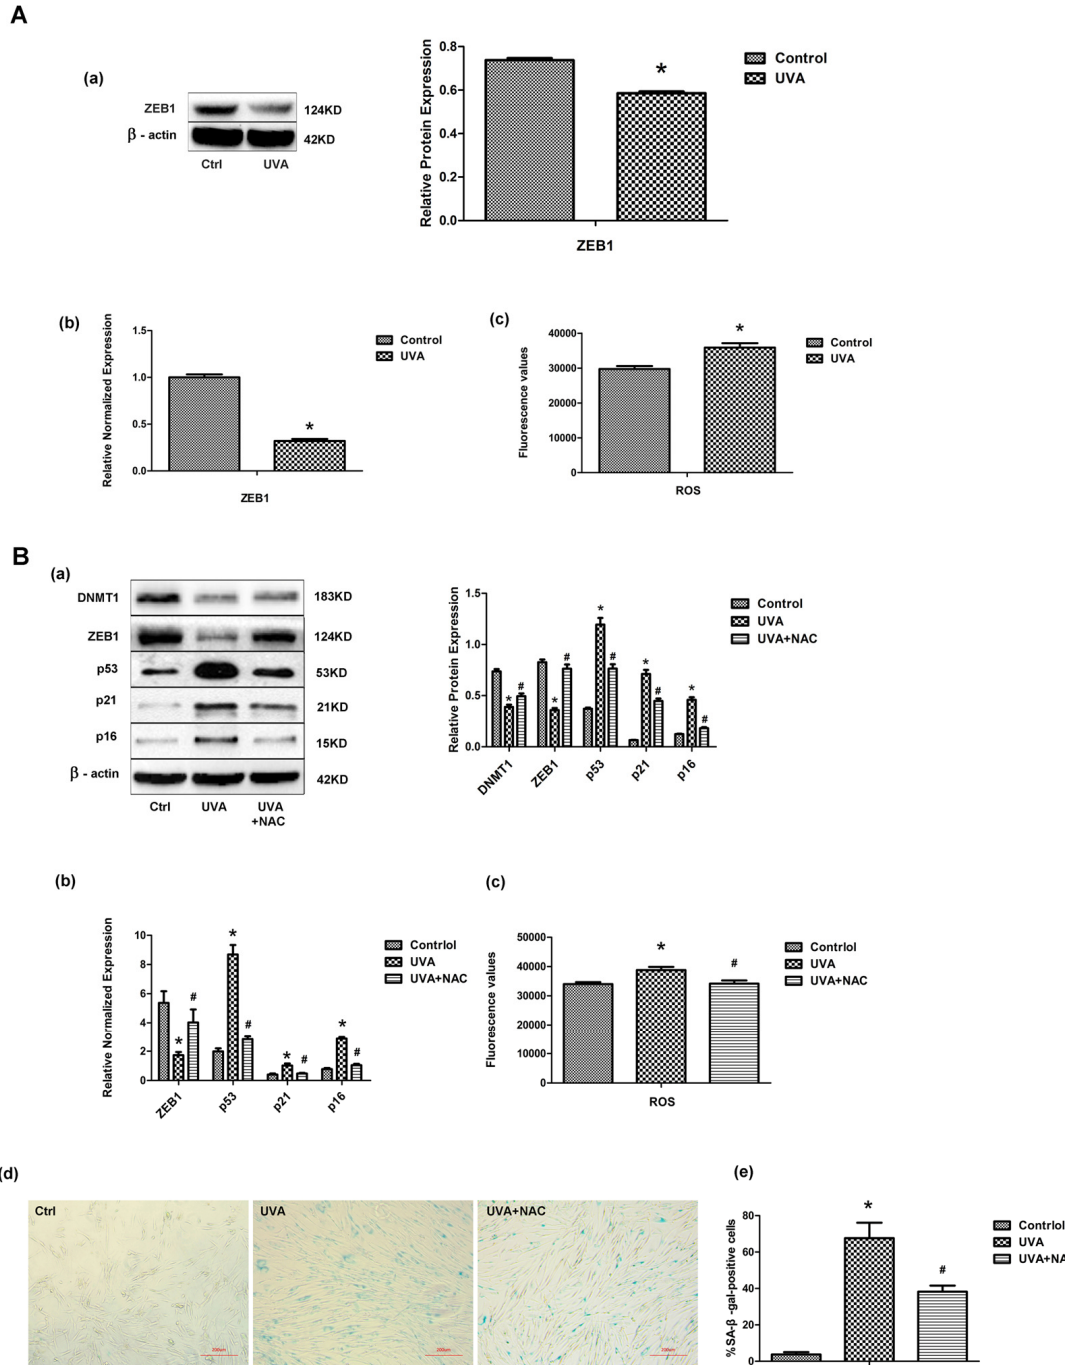 A
(a)
ZEB1
124KD
β - actin
42KD
Ctrl
UVA
Relative Protein Expression
0.8
0.6
0.4
0.2
0.0
*
ZEB1
Control
UVA
(b)
Relative Normalized Expression
1.5
1.0
0.5
0.0
*
ZEB1
Control
UVA
(c)
Fluorescence values
40000
30000
20000
10000
0
*
ROS
Control
UVA
B
(a)
DNMT1
183KD
ZEB1
124KD
p53
53KD
p21
21KD
p16
15KD
β - actin
42KD
Ctrl
UVA
UVA
+NAC
Relative Protein Expression
1.5
1.0
0.5
0.0
* # * # * # * # * #
DNMT1
ZEB1
p53
p21
p16
Control
UVA
UVA+NAC
(b)
Relative Normalized Expression
10
8
6
4
2
0
* # * # * # * #
ZEB1
p53
p21
p16
Contrlol
UVA
UVA+NAC
(c)
Fluorescence values
50000
40000
30000
20000
10000
0
* #
ROS
Contrlol
UVA
UVA+NAC
(d)
Ctrl
200um
UVA
200um
UVA+NAC
200um
(e)
%SA-β -gal-positive cells
80
60
40
20
0
* #
Contrlol
UVA
UVA+NA